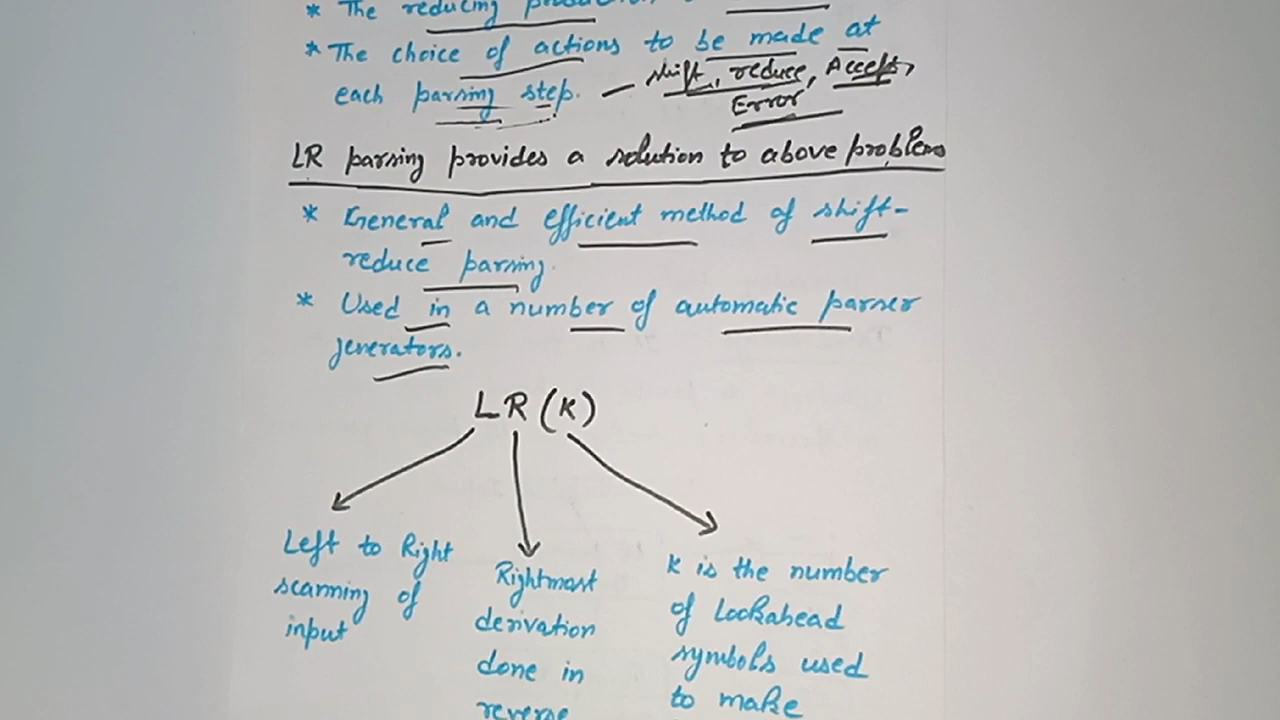 * The reducing
* The choice of actions to be made at
each parsing step. — shift, reduce, Accept,
Error
LR parsing provides a solution to above problems
* General and efficient method of shift-
reduce parsing.
* Used in a number of automatic parser
generators.
LR(K)
Left to Right
scanning of
input
Rightmost
derivation
done in
reverse
K is the number
of Lookahead
symbols used
to make